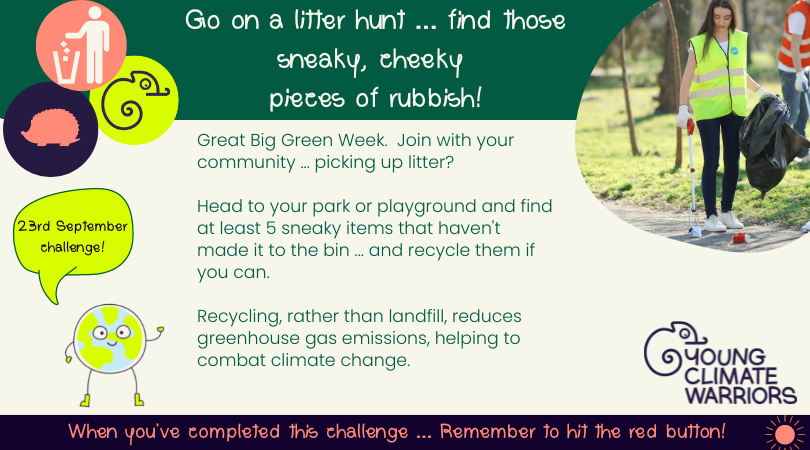 Go on a litter hunt ... find those
sneaky, cheeky
pieces of rubbish!
Great Big Green Week.  Join with your
community ... picking up litter?
Head to your park or playground and find
at least 5 sneaky items that haven't
made it to the bin ... and recycle them if
you can.
Recycling, rather than landfill, reduces
greenhouse gas emissions, helping to
combat climate change.
23rd September
challenge!
YOUNG
CLIMATE
WARRIORS
When you've completed this challenge ... Remember to hit the red button!